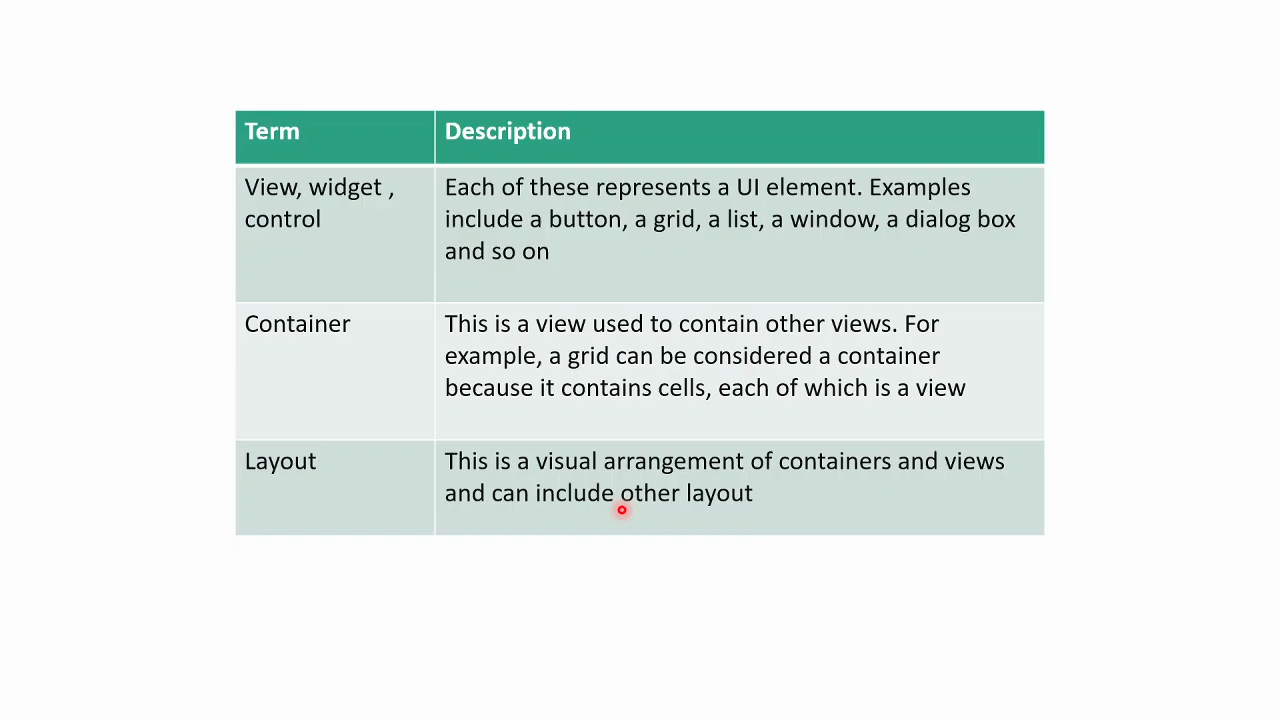 Term
Description
View, widget ,
control
Each of these represents a UI element. Examples
include a button, a grid, a list, a window, a dialog box
and so on
Container
This is a view used to contain other views. For
example, a grid can be considered a container
because it contains cells, each of which is a view
Layout
This is a visual arrangement of containers and views
and can include other layout